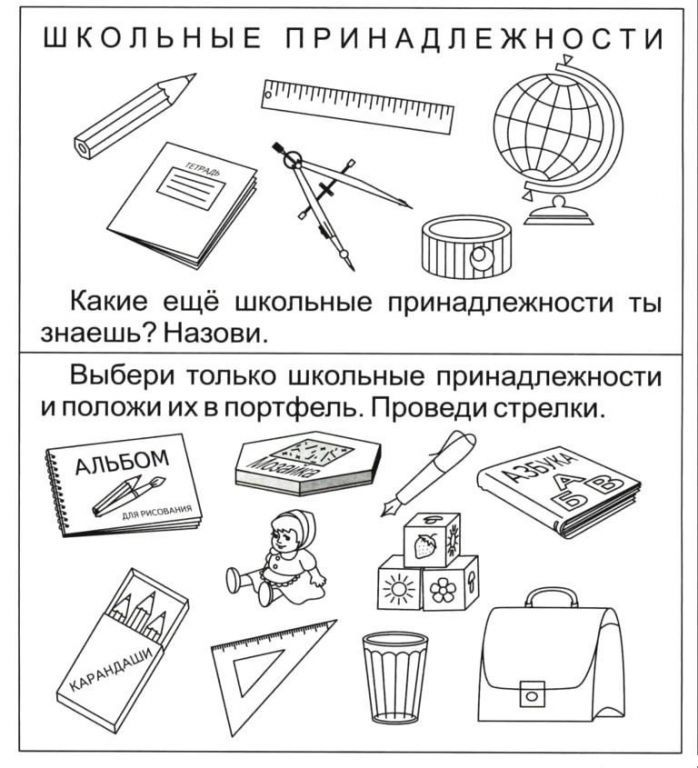 ШКОЛЬНЫЕ ПРИНАДЛЕЖНОСТИ
ТЕТРАДЬ
Какие ещё школьные принадлежности ты
знаешь? Назови.
Выбери только школьные принадлежности
и положи их в портфель. Проведи стрелки.
АЛЬБОМ
ДЛЯ РИСОВАНИЯ
Мозайка
АЗБУКА
А
Б В
КАРАНДАШИ